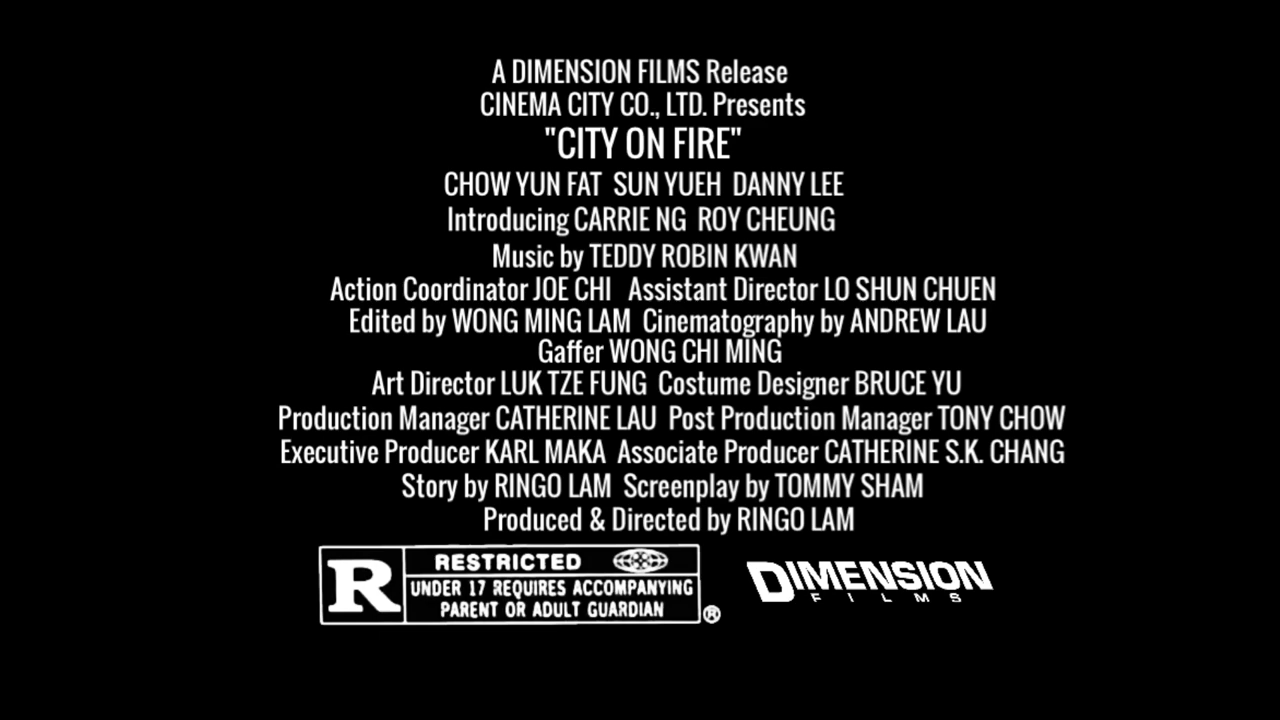 A DIMENSION FILMS Release
CINEMA CITY CO., LTD. Presents
"CITY ON FIRE"
CHOW YUN FAT  SUN YUEH  DANNY LEE
Introducing CARRIE NG  ROY CHEUNG
Music by TEDDY ROBIN KWAN
Action Coordinator JOE CHI  Assistant Director LO SHUN CHUEN
Edited by WONG MING LAM  Cinematography by ANDREW LAU
Gaffer WONG CHI MING
Art Director LUK TZE FUNG  Costume Designer BRUCE YU
Production Manager CATHERINE LAU  Post Production Manager TONY CHOW
Executive Producer KARL MAKA  Associate Producer CATHERINE S.K. CHANG
Story by RINGO LAM  Screenplay by TOMMY SHAM
Produced & Directed by RINGO LAM
R RESTRICTED
UNDER 17 REQUIRES ACCOMPANYING
PARENT OR ADULT GUARDIAN
®
DIMENSION
FILMS